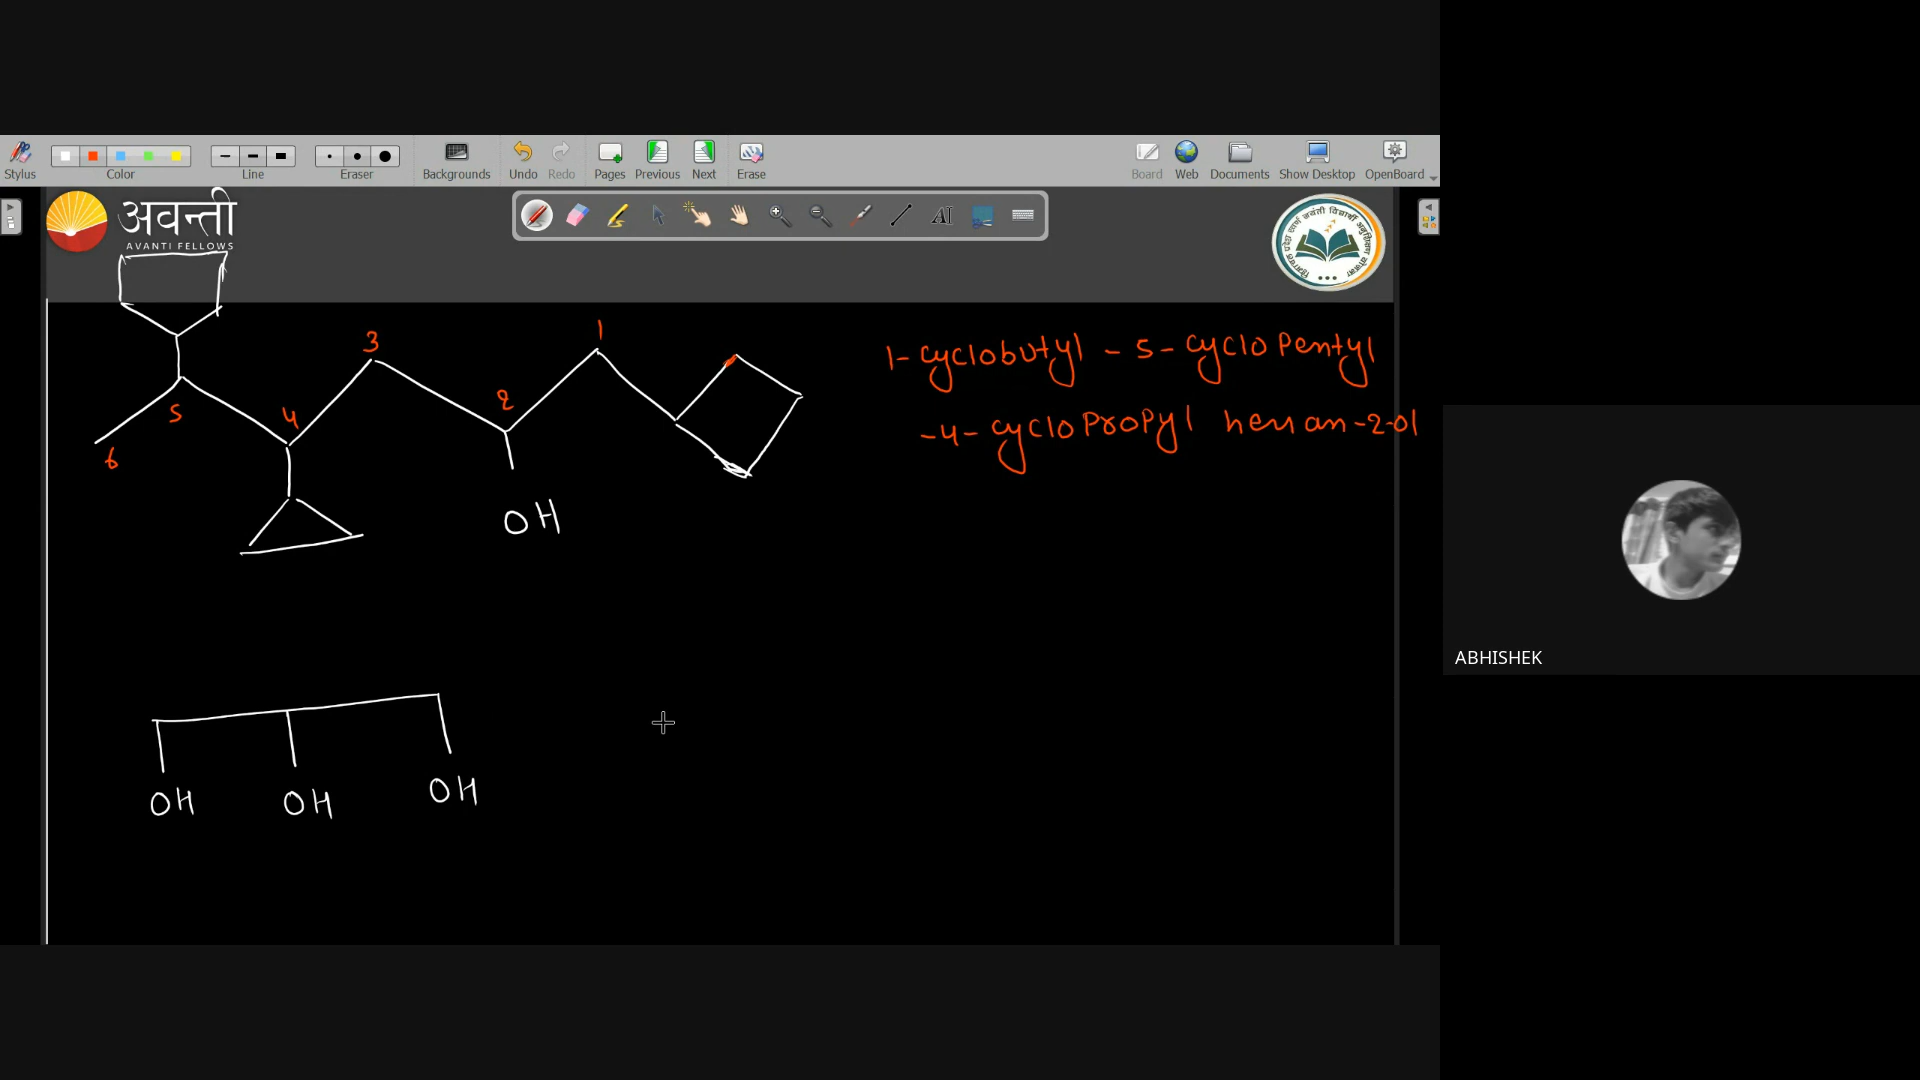 Stylus
Color
Line
Eraser
Backgrounds
Undo
Redo
Pages
Previous
Next
Erase
Board
Web
Documents
Show Desktop
OpenBoard
अवन्ती
AVANTI FELLOWS
AI
3
1
1-cyclobutyl - 5 - cyclo Pentyl
2
5
4
-4- cyclo Propyl hexan-2-ol
6
OH
OH
OH
OH
ABHISHEK